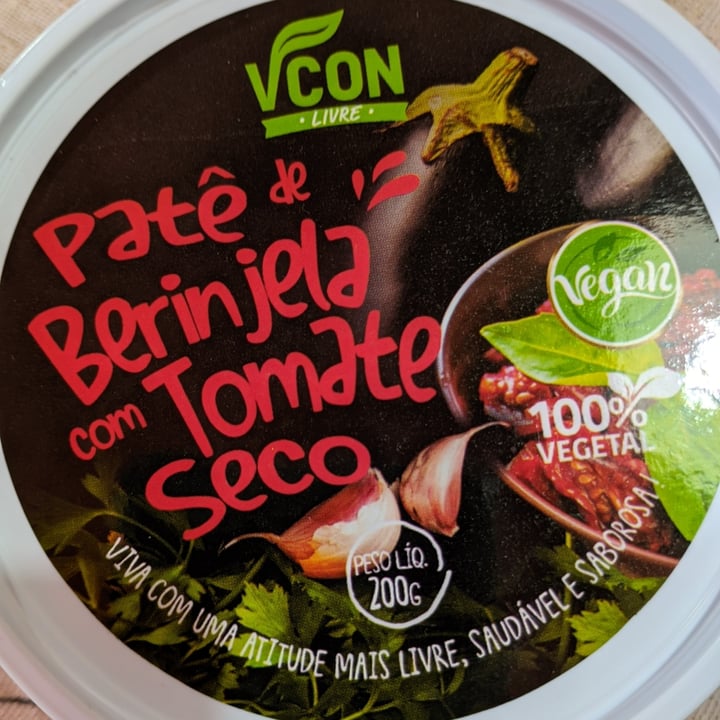 VCON
• LIVRE •
Patê de
Berinjela
com Tomate
Seco
Vegan
100%
VEGETAL
PESO LÍQ.
200G
VIVA COM UMA ATITUDE MAIS LIVRE, SAUDÁVEL E SABOROSA!